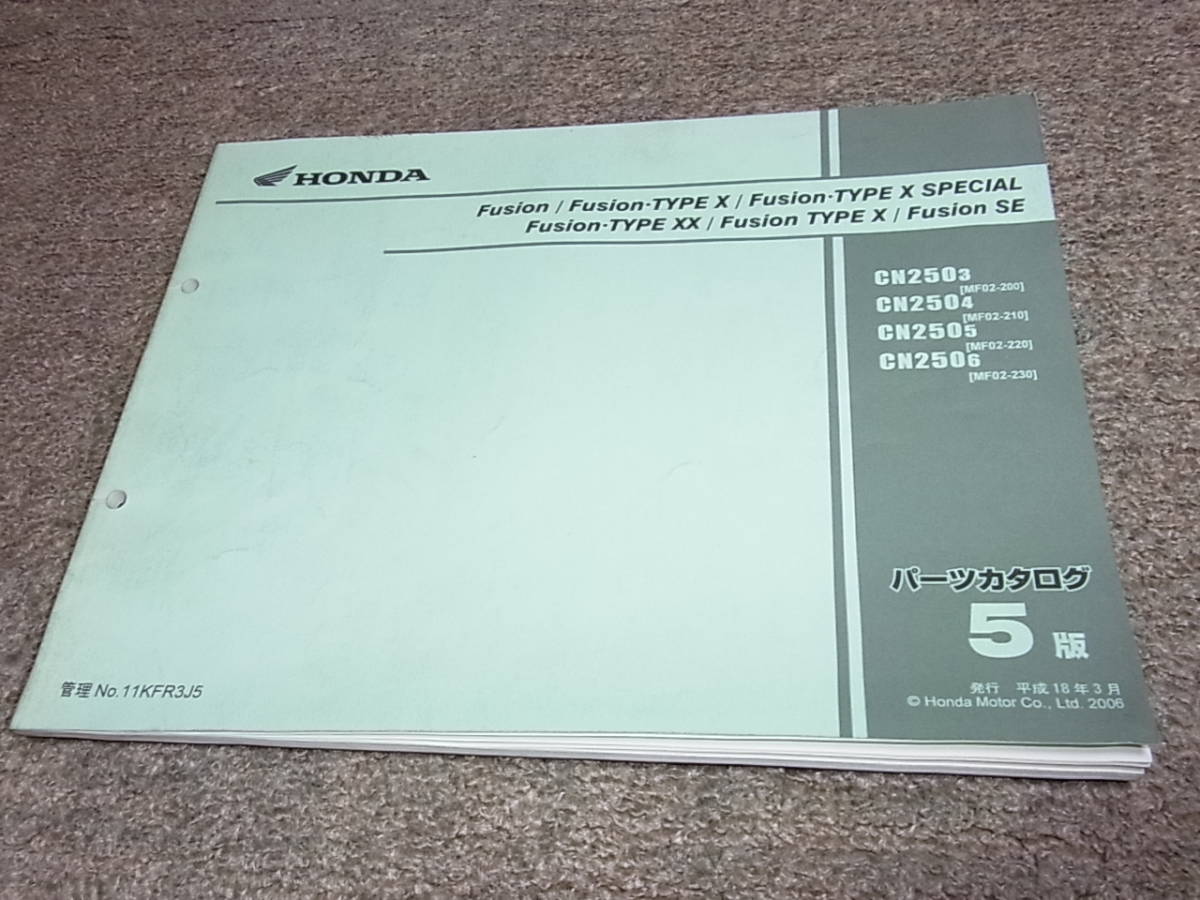 HONDA
Fusion / Fusion·TYPE X / Fusion·TYPE X SPECIAL
Fusion·TYPE XX / Fusion TYPE X / Fusion SE
CN2503
[MF02-200]
CN2504
[MF02-210]
CN2505
[MF02-220]
CN2506
[MF02-230]
パーツカタログ
5版
発行 平成18年3月
© Honda Motor Co., Ltd. 2006
管理 No.11KFR3J5